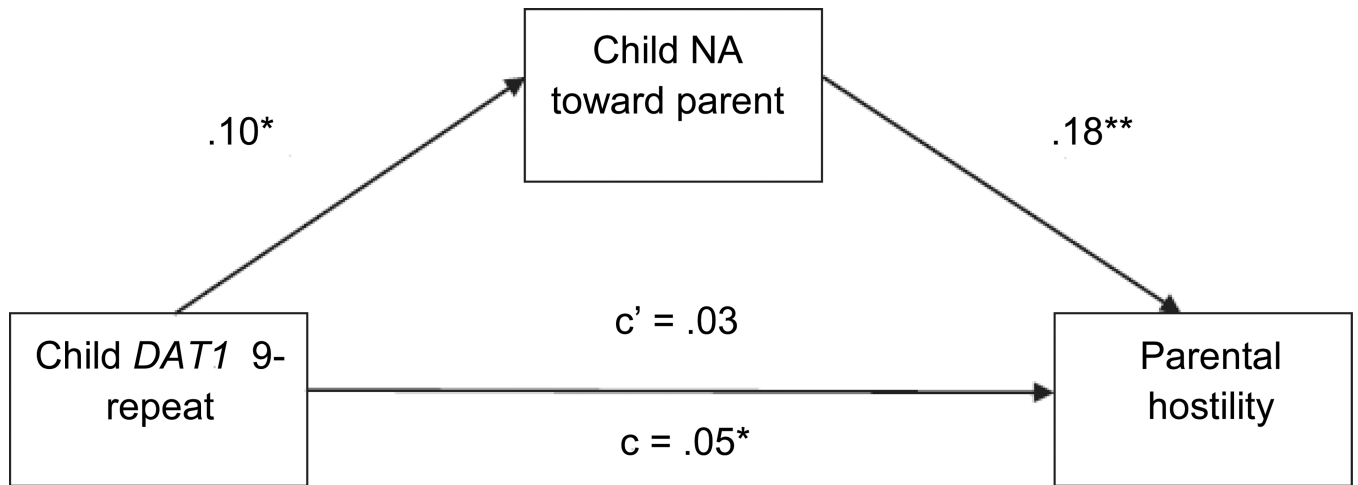 Child NA
toward parent
.10*
.18**
c’ = .03
Child DAT1 9-
repeat
Parental
hostility
c = .05*